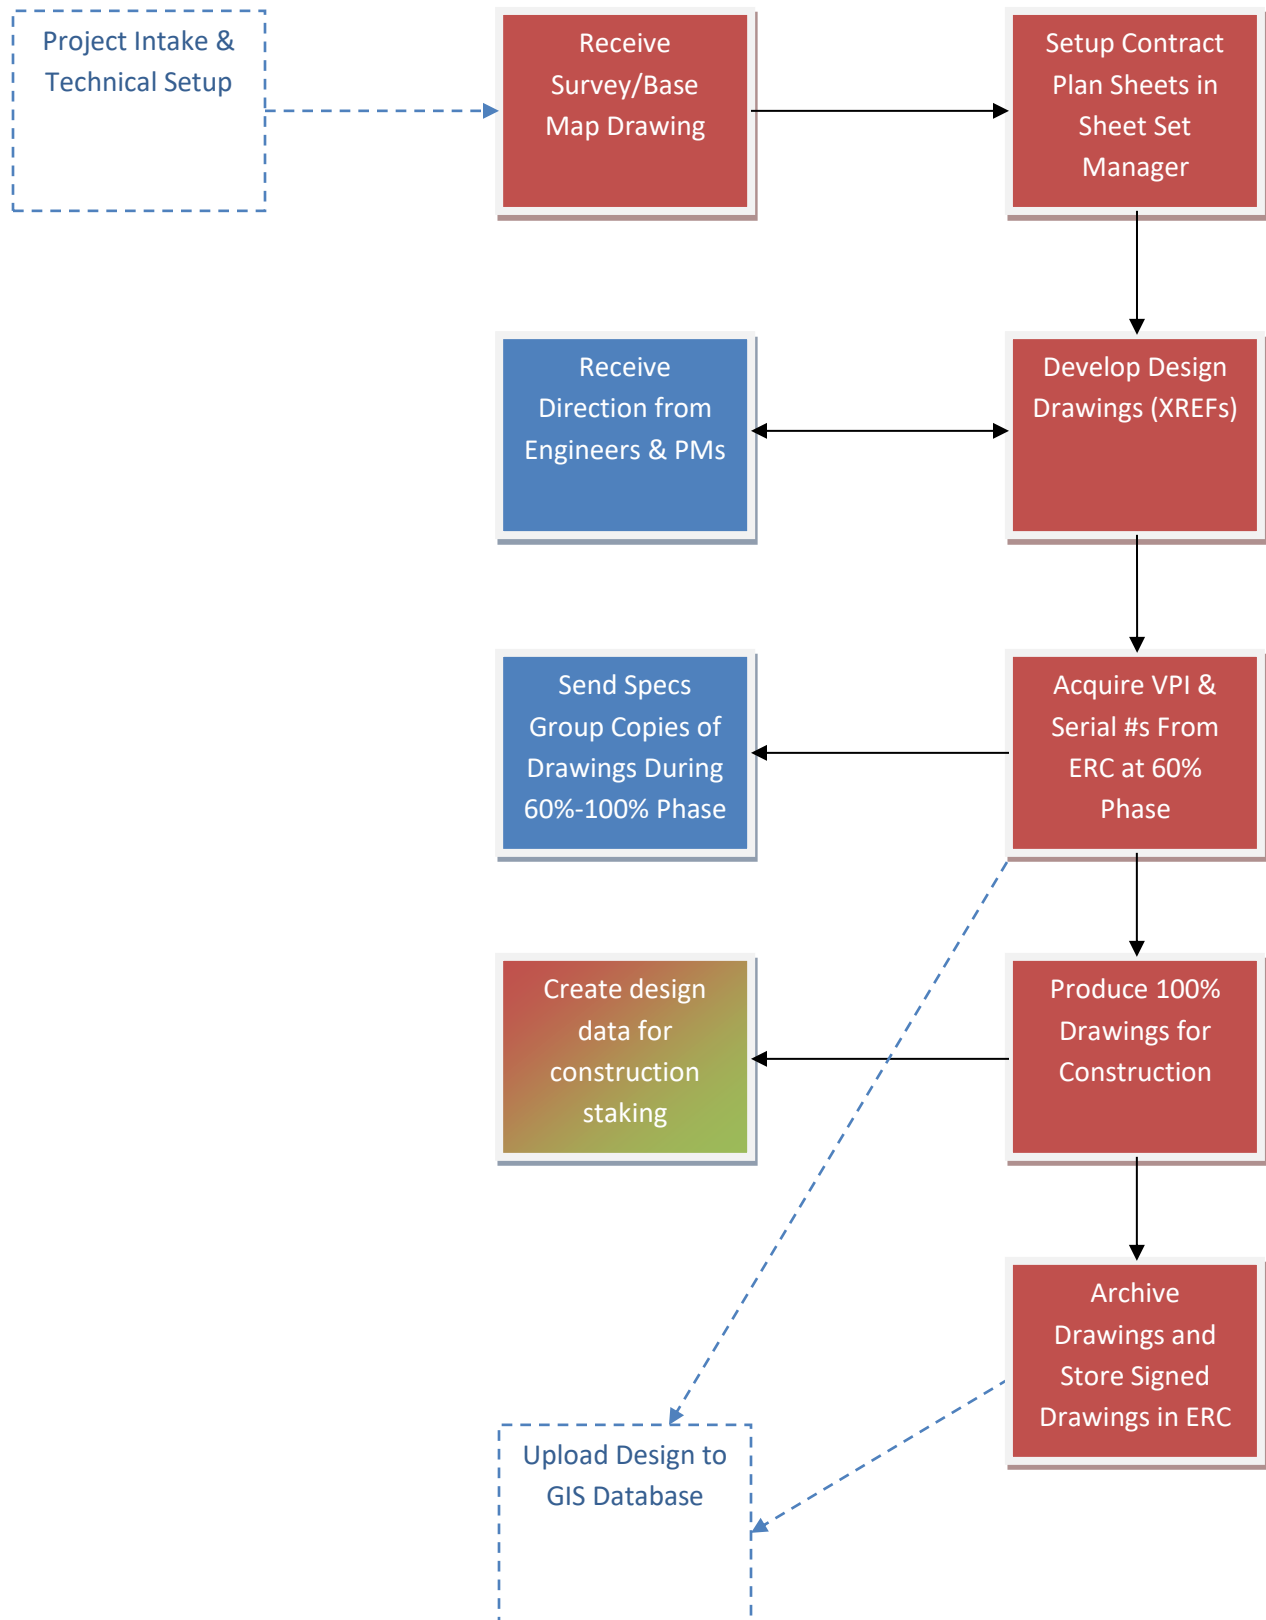 Project Intake &
Technical Setup
Receive
Survey/Base
Map Drawing
Setup Contract
Plan Sheets in
Sheet Set
Manager
Receive
Direction from
Engineers & PMs
Develop Design
Drawings (XREFs)
Send Specs
Group Copies of
Drawings During
60%-100% Phase
Acquire VPI &
Serial #s From
ERC at 60%
Phase
Create design
data for
construction
staking
Produce 100%
Drawings for
Construction
Archive
Drawings and
Store Signed
Drawings in ERC
Upload Design to
GIS Database